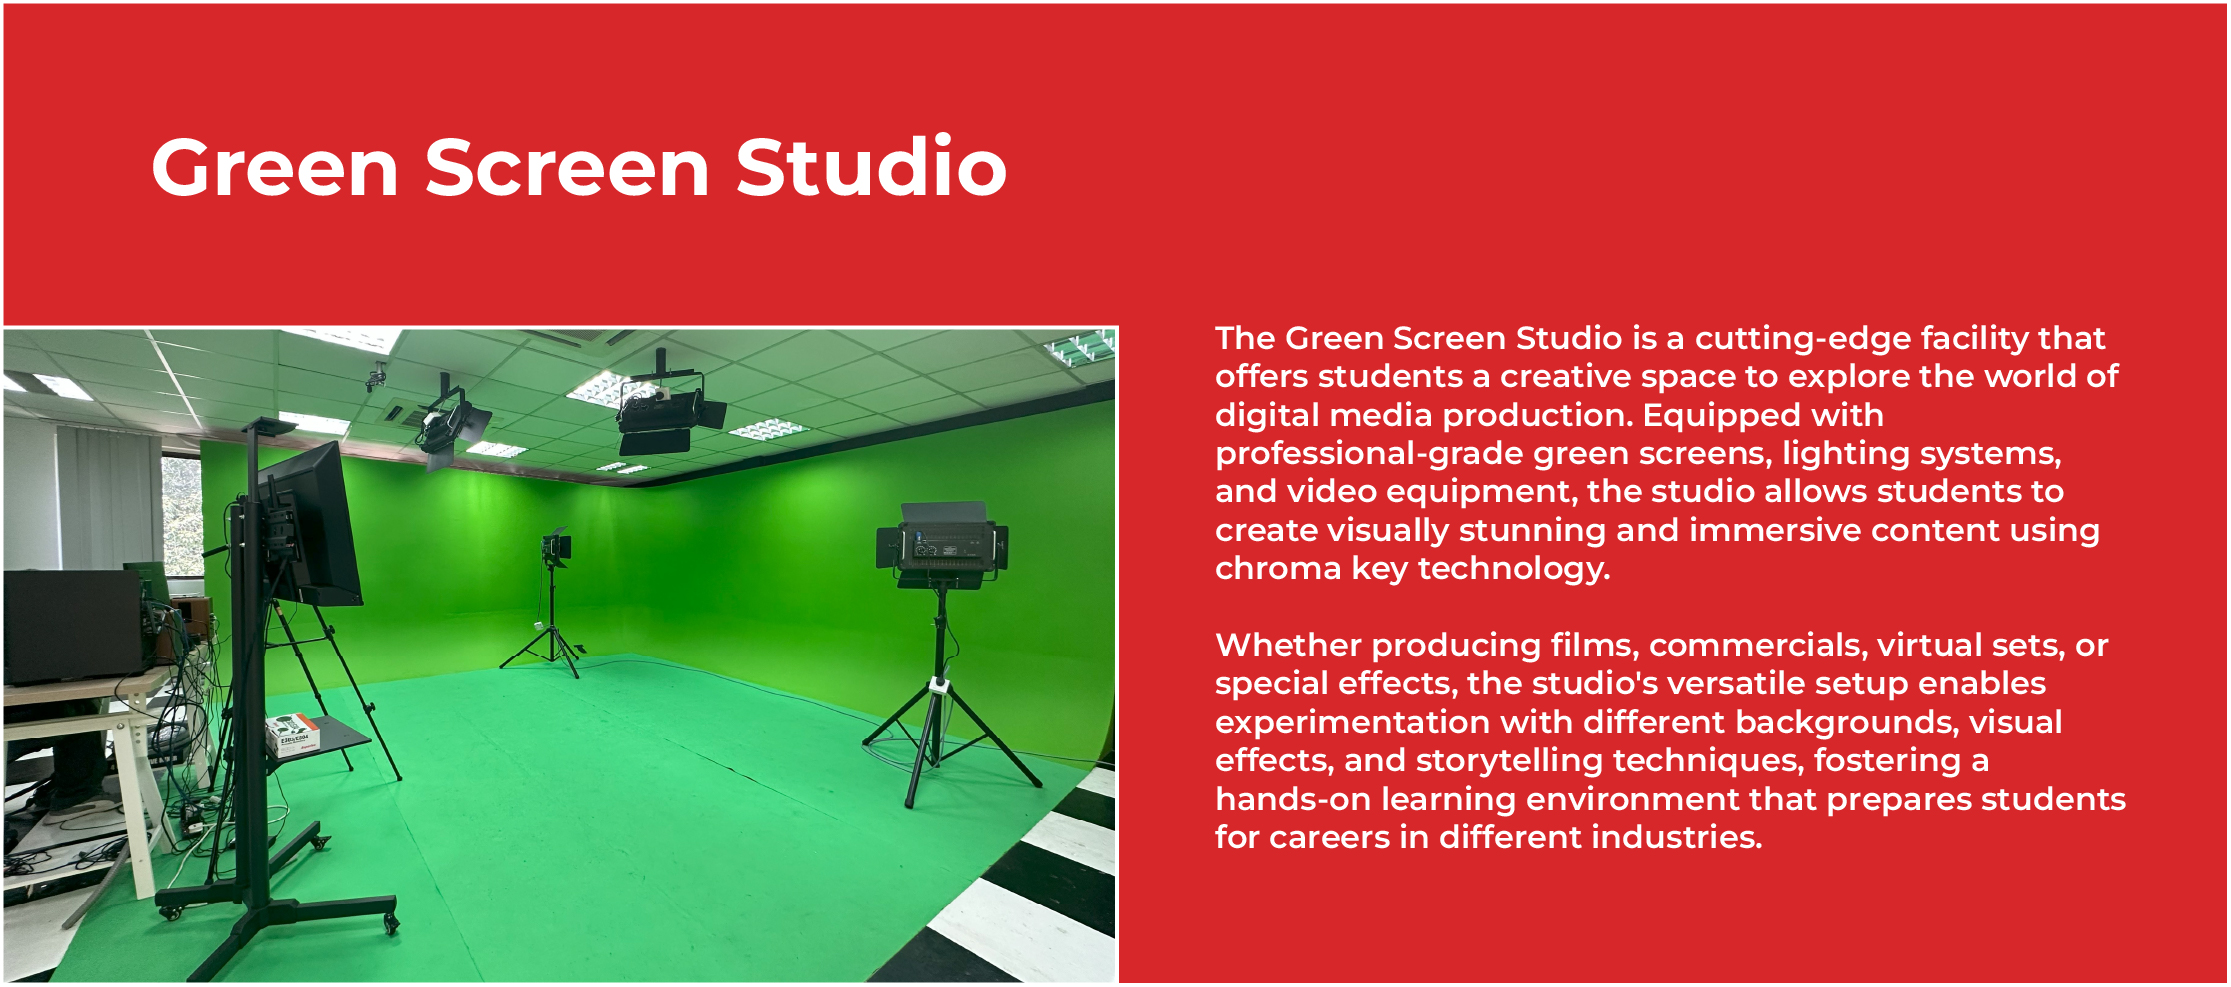 Green Screen Studio
The Green Screen Studio is a cutting-edge facility that
offers students a creative space to explore the world of
digital media production. Equipped with
professional-grade green screens, lighting systems,
and video equipment, the studio allows students to
create visually stunning and immersive content using
chroma key technology.
Whether producing films, commercials, virtual sets, or
special effects, the studio's versatile setup enables
experimentation with different backgrounds, visual
effects, and storytelling techniques, fostering a
hands-on learning environment that prepares students
for careers in different industries.